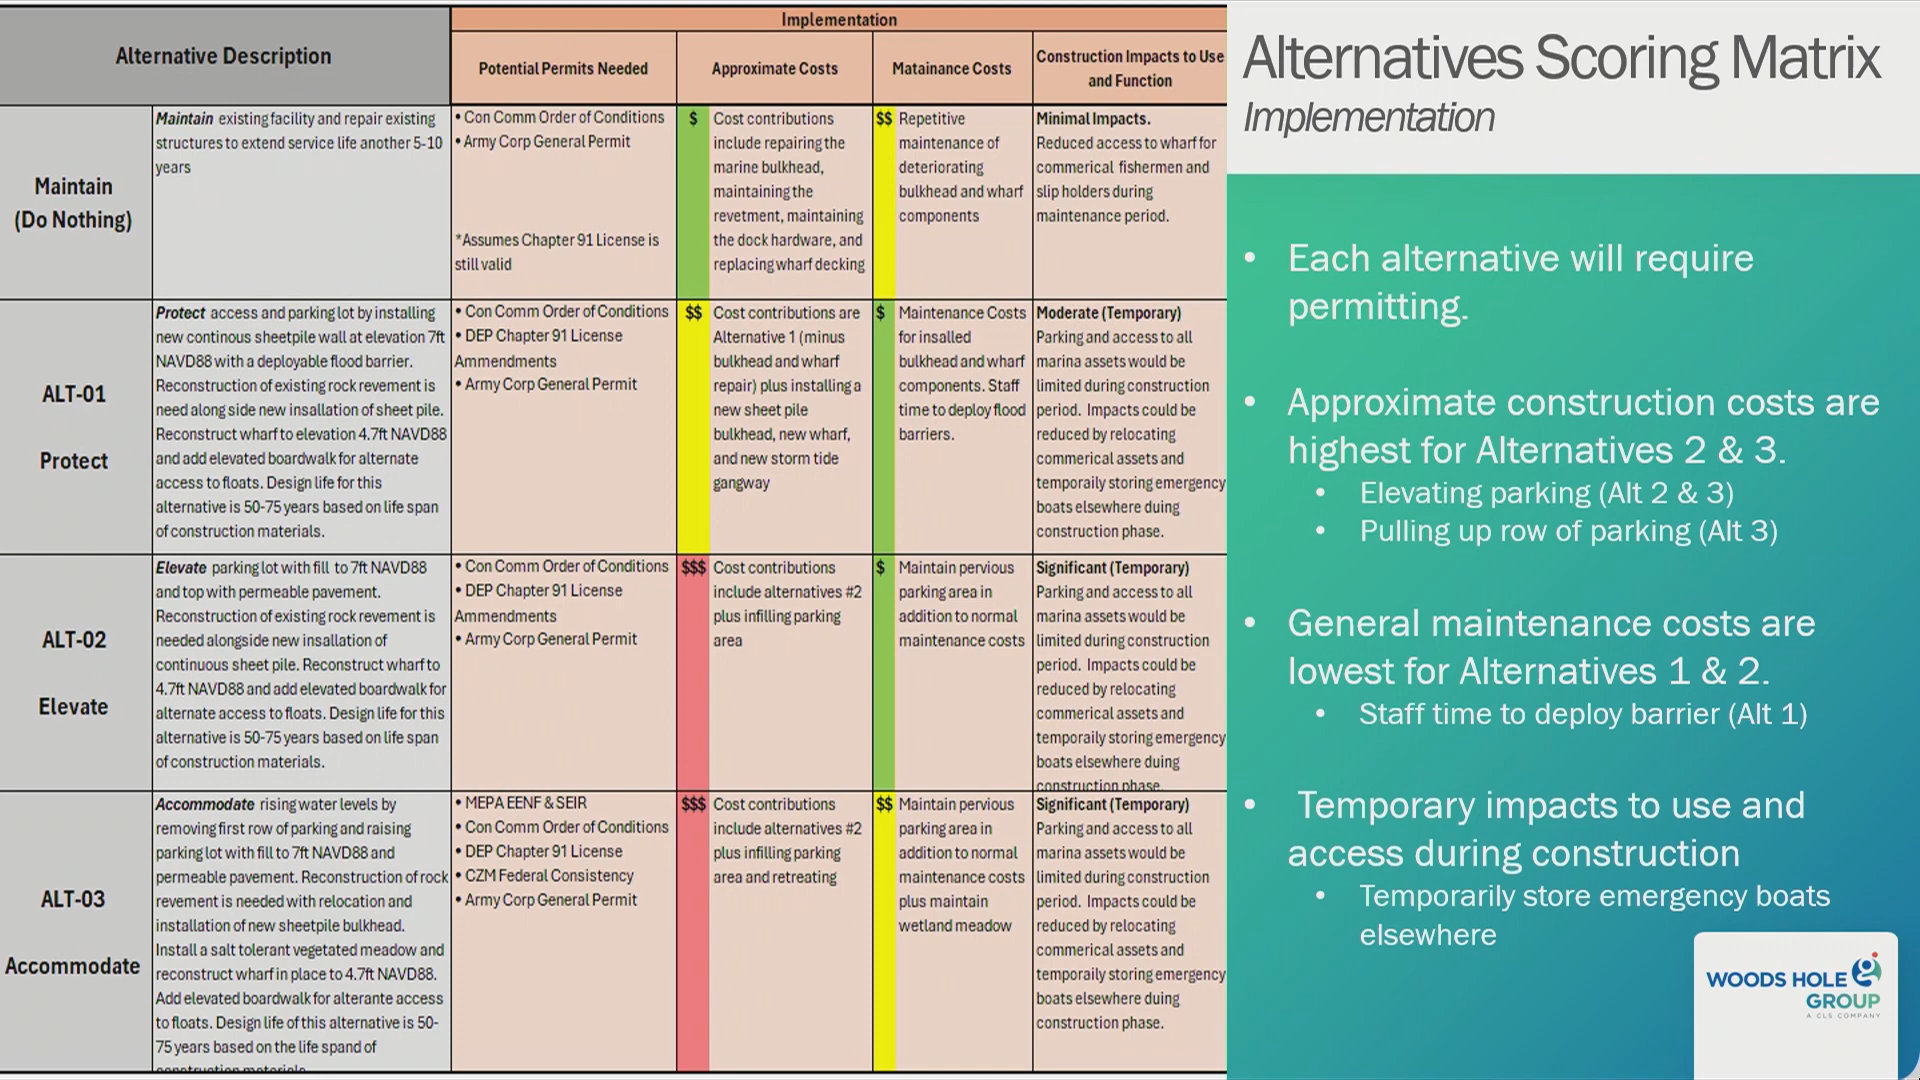 Implementation
Alternative Description
Potential Permits Needed
Approximate Costs
Matainance Costs
Construction Impacts to Use
and Function
Maintain
(Do Nothing)
Maintain existing facility and repair existing
structures to extend service life another 5-10
years
• Con Comm Order of Conditions
• Army Corp General Permit
*Assumes Chapter 91 License is
still valid
$
Cost contributions
include repairing the
marine bulkhead,
maintaining the
revetment, maintaining
the dock hardware, and
replacing wharf decking
$$
Repetitive
maintenance of
deteriorating
bulkhead and wharf
components
Minimal Impacts.
Reduced access to wharf for
commerical fishermen and
slip holders during
maintenance period.
ALT-01
Protect
Protect access and parking lot by installing
new continous sheetpile wall at elevation 7ft
NAVD88 with a deployable flood barrier.
Reconstruction of existing rock revement is
need along side new insallation of sheet pile.
Reconstruct wharf to elevation 4.7ft NAVD88
and add elevated boardwalk for alternate
access to floats. Design life for this
alternative is 50-75 years based on life span
of construction materials.
• Con Comm Order of Conditions
• DEP Chapter 91 License
Ammendments
• Army Corp General Permit
$$
Cost contributions are
Alternative 1 (minus
bulkhead and wharf
repair) plus installing a
new sheet pile
bulkhead, new wharf,
and new storm tide
gangway
$
Maintenance Costs
for insalled
bulkhead and wharf
components. Staff
time to deploy flood
barriers.
Moderate (Temporary)
Parking and access to all
marina assets would be
limited during construction
period. Impacts could be
reduced by relocating
commerical assets and
temporaily storing emergency
boats elsewhere duing
construction phase.
ALT-02
Elevate
Elevate parking lot with fill to 7ft NAVD88
and top with permeable pavement.
Reconstruction of existing rock revement is
needed alongside new insallation of
continuous sheet pile. Reconstruct wharf to
4.7ft NAVD88 and add elevated boardwalk for
alternate access to floats. Design life for this
alternative is 50-75 years based on life span
of construction materials.
• Con Comm Order of Conditions
• DEP Chapter 91 License
Ammendments
• Army Corp General Permit
$$$
Cost contributions
include alternatives #2
plus infilling parking
area
$
Maintain pervious
parking area in
addition to normal
maintenance costs
Significant (Temporary)
Parking and access to all
marina assets would be
limited during construction
period. Impacts could be
reduced by relocating
commerical assets and
temporaily storing emergency
boats elsewhere duing
construction phase.
ALT-03
Accommodate
Accommodate rising water levels by
removing first row of parking and raising
parking lot with fill to 7ft NAVD88 and
permeable pavement. Reconstruction of rock
revement is needed with relocation and
installation of new sheetpile bulkhead.
Install a salt tolerant vegetated meadow and
reconstruct wharf in place to 4.7ft NAVD88.
Add elevated boardwalk for alterante access
to floats. Design life of this alternative is 50-
75 years based on the life spand of
construction materials.
• MEPA EENF & SEIR
• Con Comm Order of Conditions
• DEP Chapter 91 License
• CZM Federal Consistency
• Army Corp General Permit
$$$
Cost contributions
include alternatives #2
plus infilling parking
area and retreating
$$
Maintain pervious
parking area in
addition to normal
maintenance costs
plus maintain
wetland meadow
Significant (Temporary)
Parking and access to all
marina assets would be
limited during construction
period. Impacts could be
reduced by relocating
commerical assets and
temporaily storing emergency
boats elsewhere duing
construction phase.
Alternatives Scoring Matrix
Implementation
• Each alternative will require
permitting.
• Approximate construction costs are
highest for Alternatives 2 & 3.
• Elevating parking (Alt 2 & 3)
• Pulling up row of parking (Alt 3)
• General maintenance costs are
lowest for Alternatives 1 & 2.
• Staff time to deploy barrier (Alt 1)
• Temporary impacts to use and
access during construction
• Temporarily store emergency boats
elsewhere
WOODS HOLE
GROUP
A CLS COMPANY